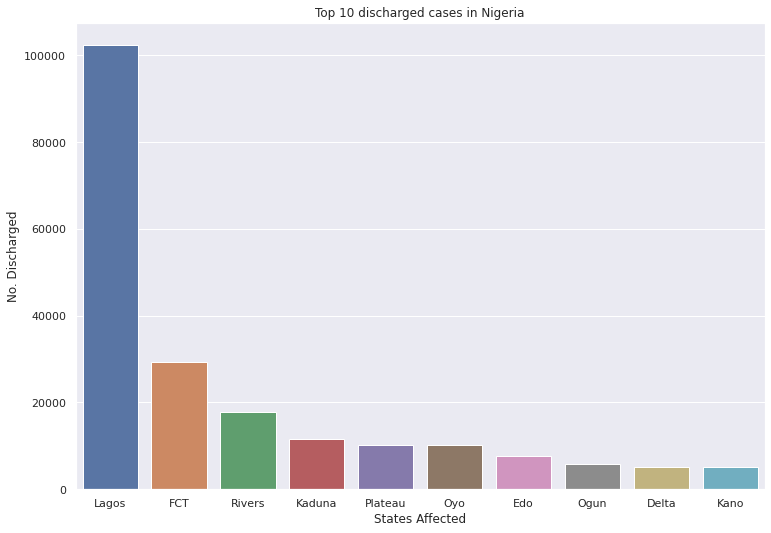 Top 10 discharged cases in Nigeria
100000
80000
60000
40000
20000
0
No. Discharged
Lagos FCT Rivers Kaduna Plateau Oyo Edo Ogun Delta Kano
States Affected